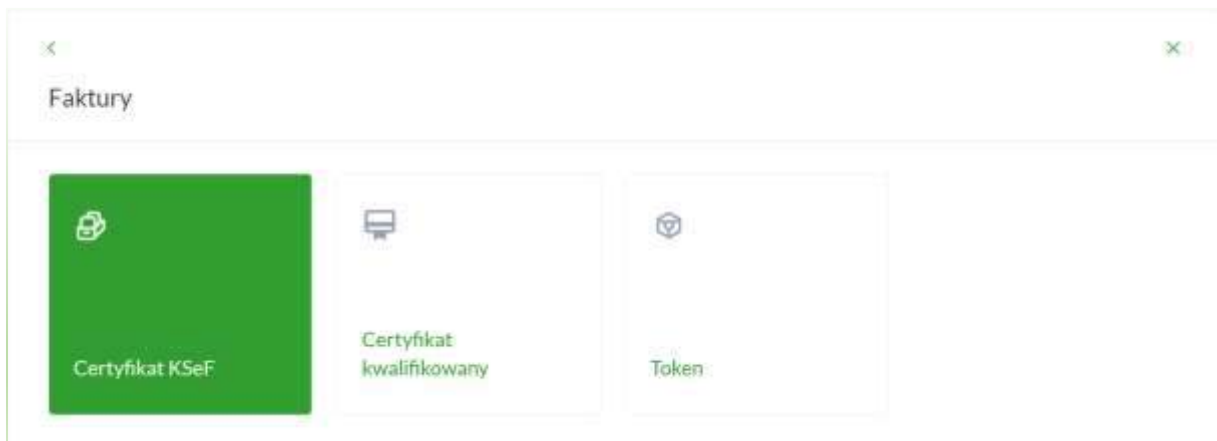 Faktury
Certyfikat KSeF
Certyfikat
kwalifikowany
Token